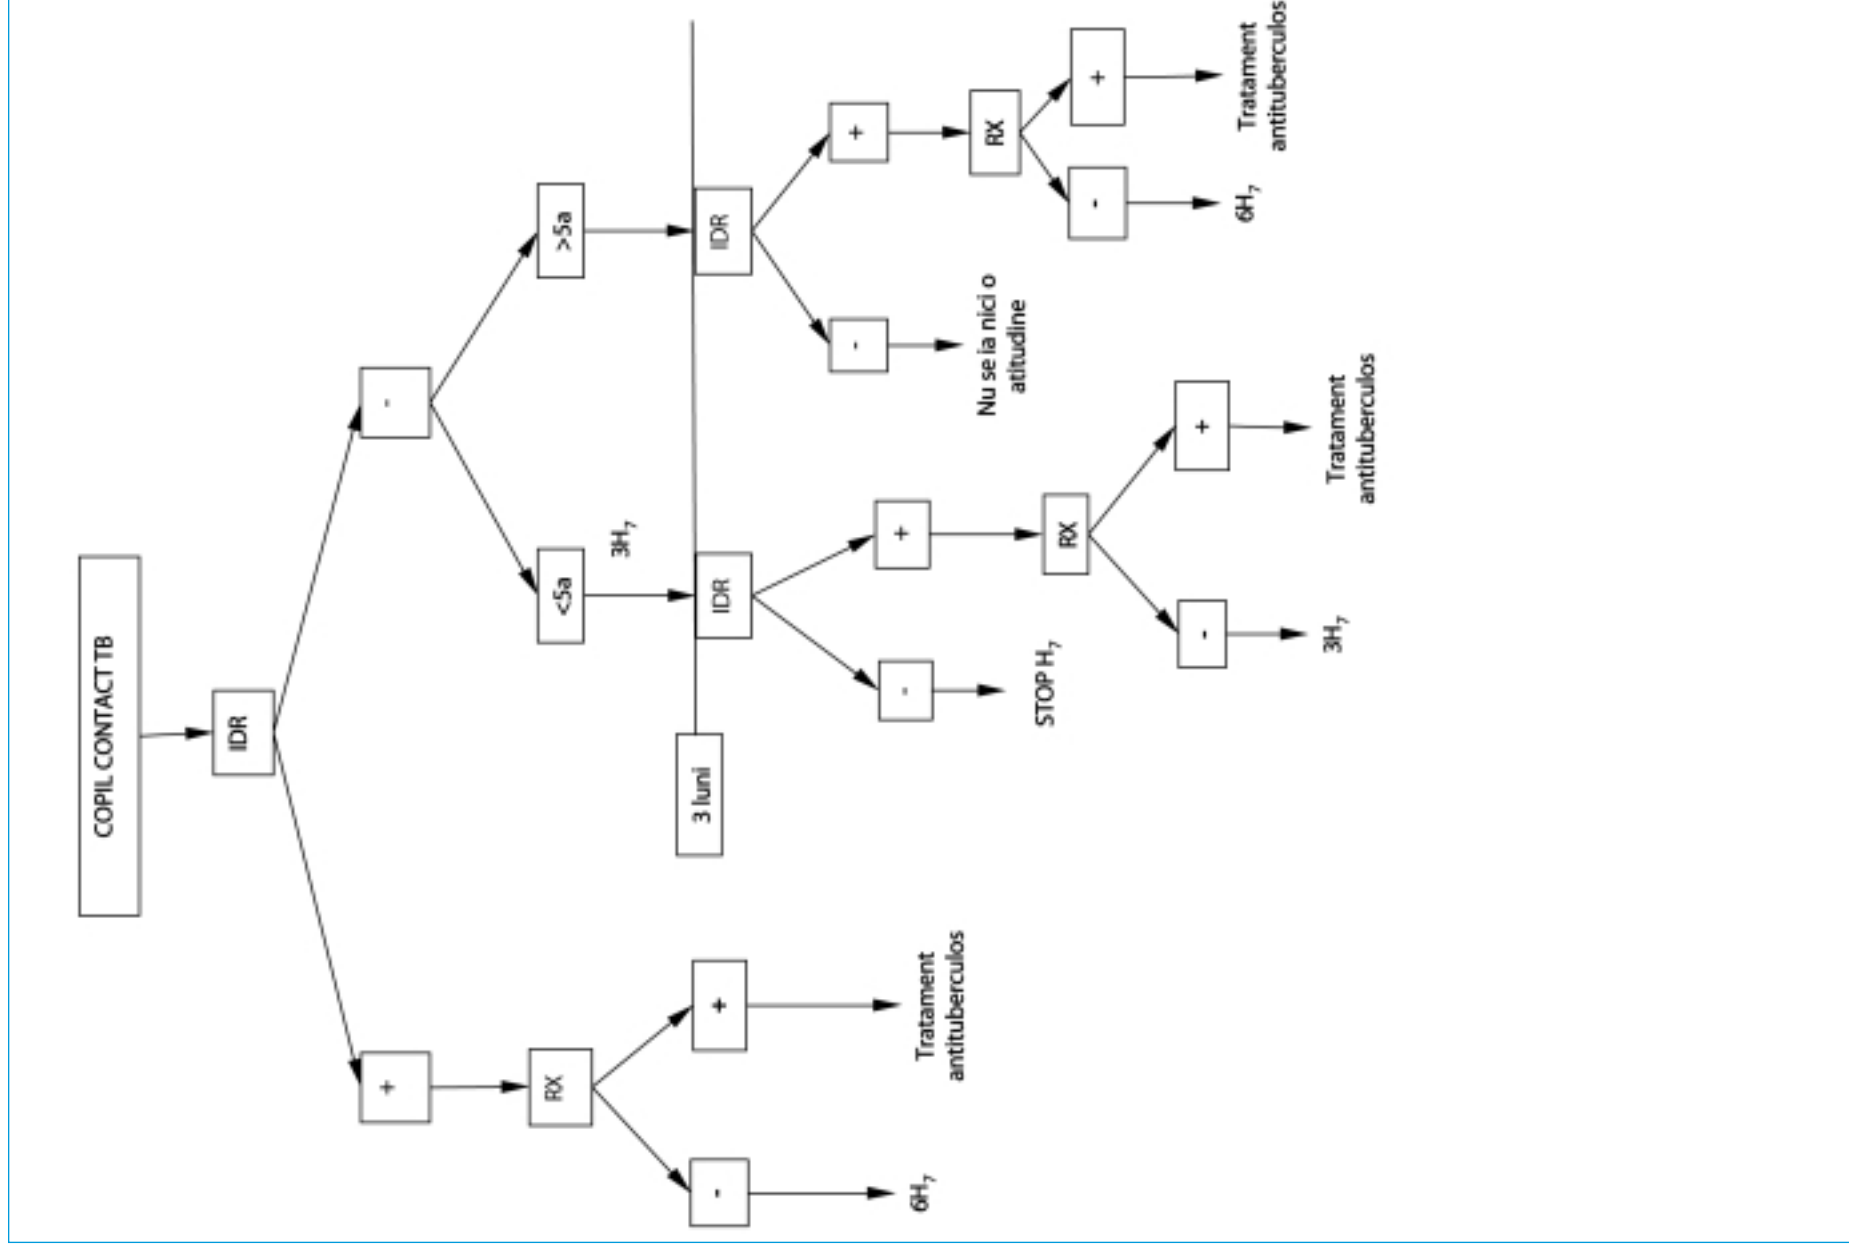 COPIL CONTACT TB
IDR
+
-
RX
<5a
>5a
3H₇
-
+
3 luni
IDR
IDR
-
+
-
+
6H₇
Tratament
antituberculos
Nu se ia nici o
atitudine
RX
STOP H₇
RX
-
+
-
+
6H₇
Tratament
antituberculos
3H₇
Tratament
antituberculos